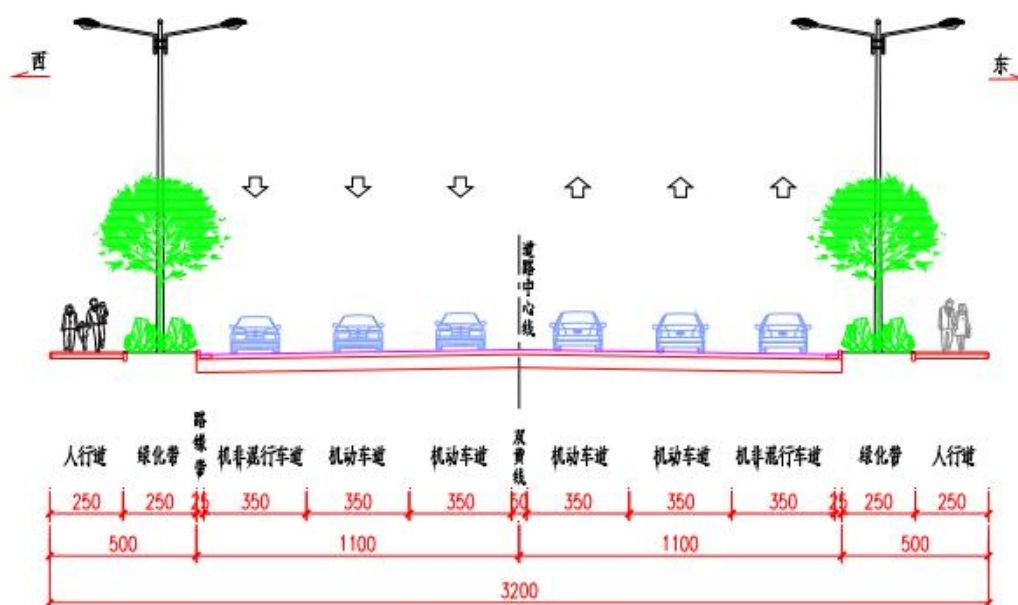 西
东
道路中心线
人行道 绿化带 路缘带 机非混行车道 机动车道 机动车道 双黄线 机动车道 机动车道 机非混行车道 绿化带 人行道
250 250 25 350 350 350 50 350 350 350 25 250 250
500 1100 1100 500
3200